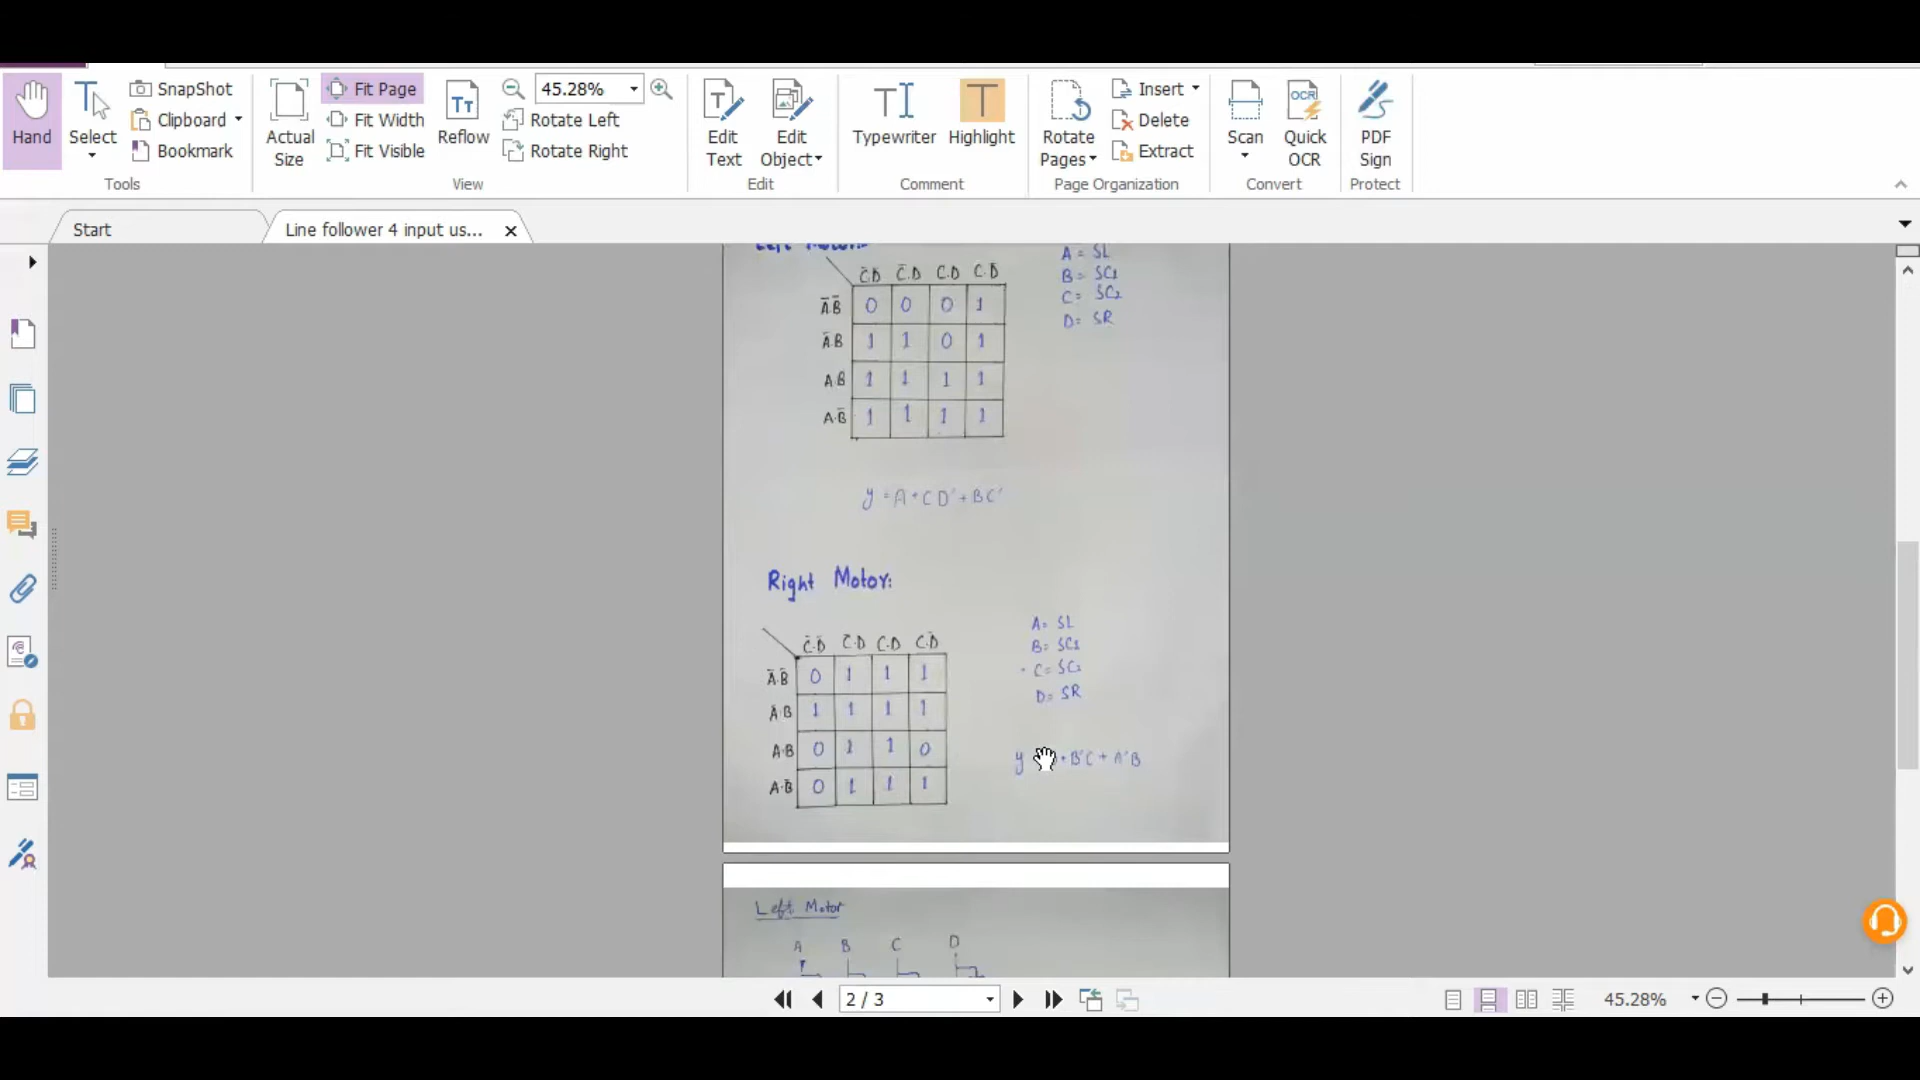 Hand
Select
SnapShot
Clipboard
Bookmark
Tools
Actual Size
Fit Page
Fit Width
Fit Visible
Reflow
45.28%
Rotate Left
Rotate Right
View
Edit Text
Edit Object
Edit
Typewriter
Highlight
Comment
Rotate Pages
Insert
Delete
Extract
Page Organization
Scan
Quick OCR
Convert
PDF Sign
Protect
Start
Line follower 4 input us...
C̄D̄ C̄.D C.D C.D̄
ĀB̄ 0 0 0 1
ĀB 1 1 0 1
A.B 1 1 1 1
A.B̄ 1 1 1 1
A = SL
B = SC1
C = SC2
D = SR
y = A + CD' + BC'
Right Motor:
C̄.D̄ C̄.D C.D C.D̄
Ā.B̄ 0 1 1 1
Ā.B 1 1 1 1
A.B 0 1 1 0
A.B̄ 0 1 1 1
A = SL
B = SC1
C = SC2
D = SR
y + B'C + A'B
Left Motor
A B C D
2 / 3
45.28%